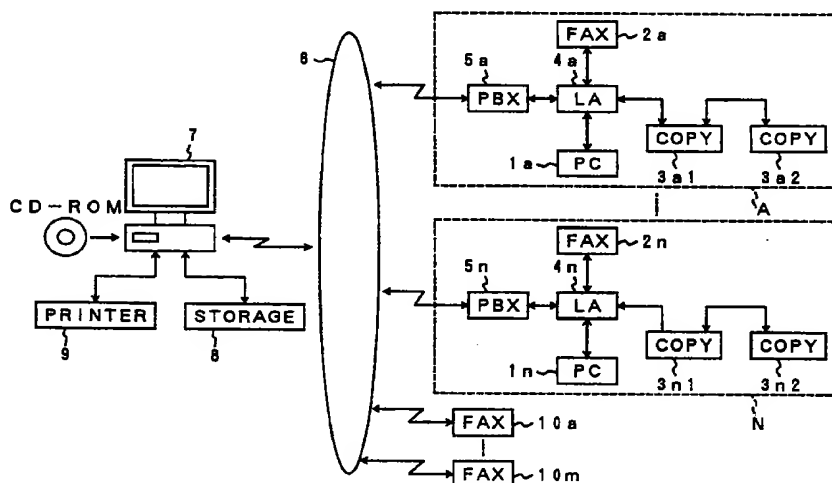 FAX 2a
6
5a 4a
PBX LA
7
COPY COPY
1a PC 3a1 3a2
CD-ROM
A
FAX 2n
5n 4n
PBX LA
PRINTER STORAGE
9 8
COPY COPY
1n PC 3n1 3n2
N
FAX 10a
FAX 10m